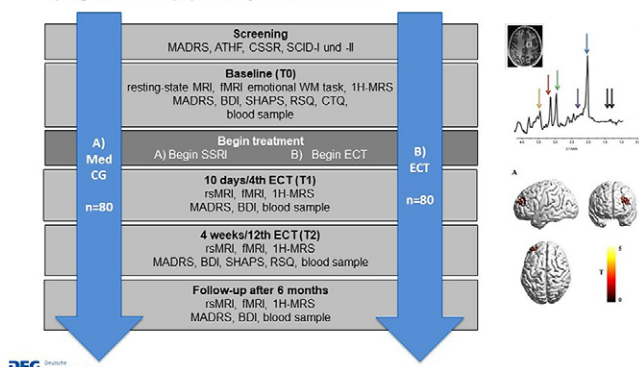 Screening
MADRS, ATHF, CSSR, SCID-I und -II
Baseline (T0)
resting-state MRI, fMRI emotional WM task, 1H-MRS
MADRS, BDI, SHAPS, RSQ, CTQ,
blood sample
Begin treatment
A) Begin SSRI B) Begin ECT
A)
Med
CG
n=80
B)
ECT
n=80
10 days/4th ECT (T1)
rsMRI, fMRI, 1H-MRS
MADRS, BDI, blood sample
4 weeks/12th ECT (T2)
rsMRI, fMRI, 1H-MRS
MADRS, BDI, SHAPS, RSQ, blood sample
Follow-up after 6 months
rsMRI, fMRI, 1H-MRS
MADRS, BDI, blood sample
A
5
T
0
Deutsche